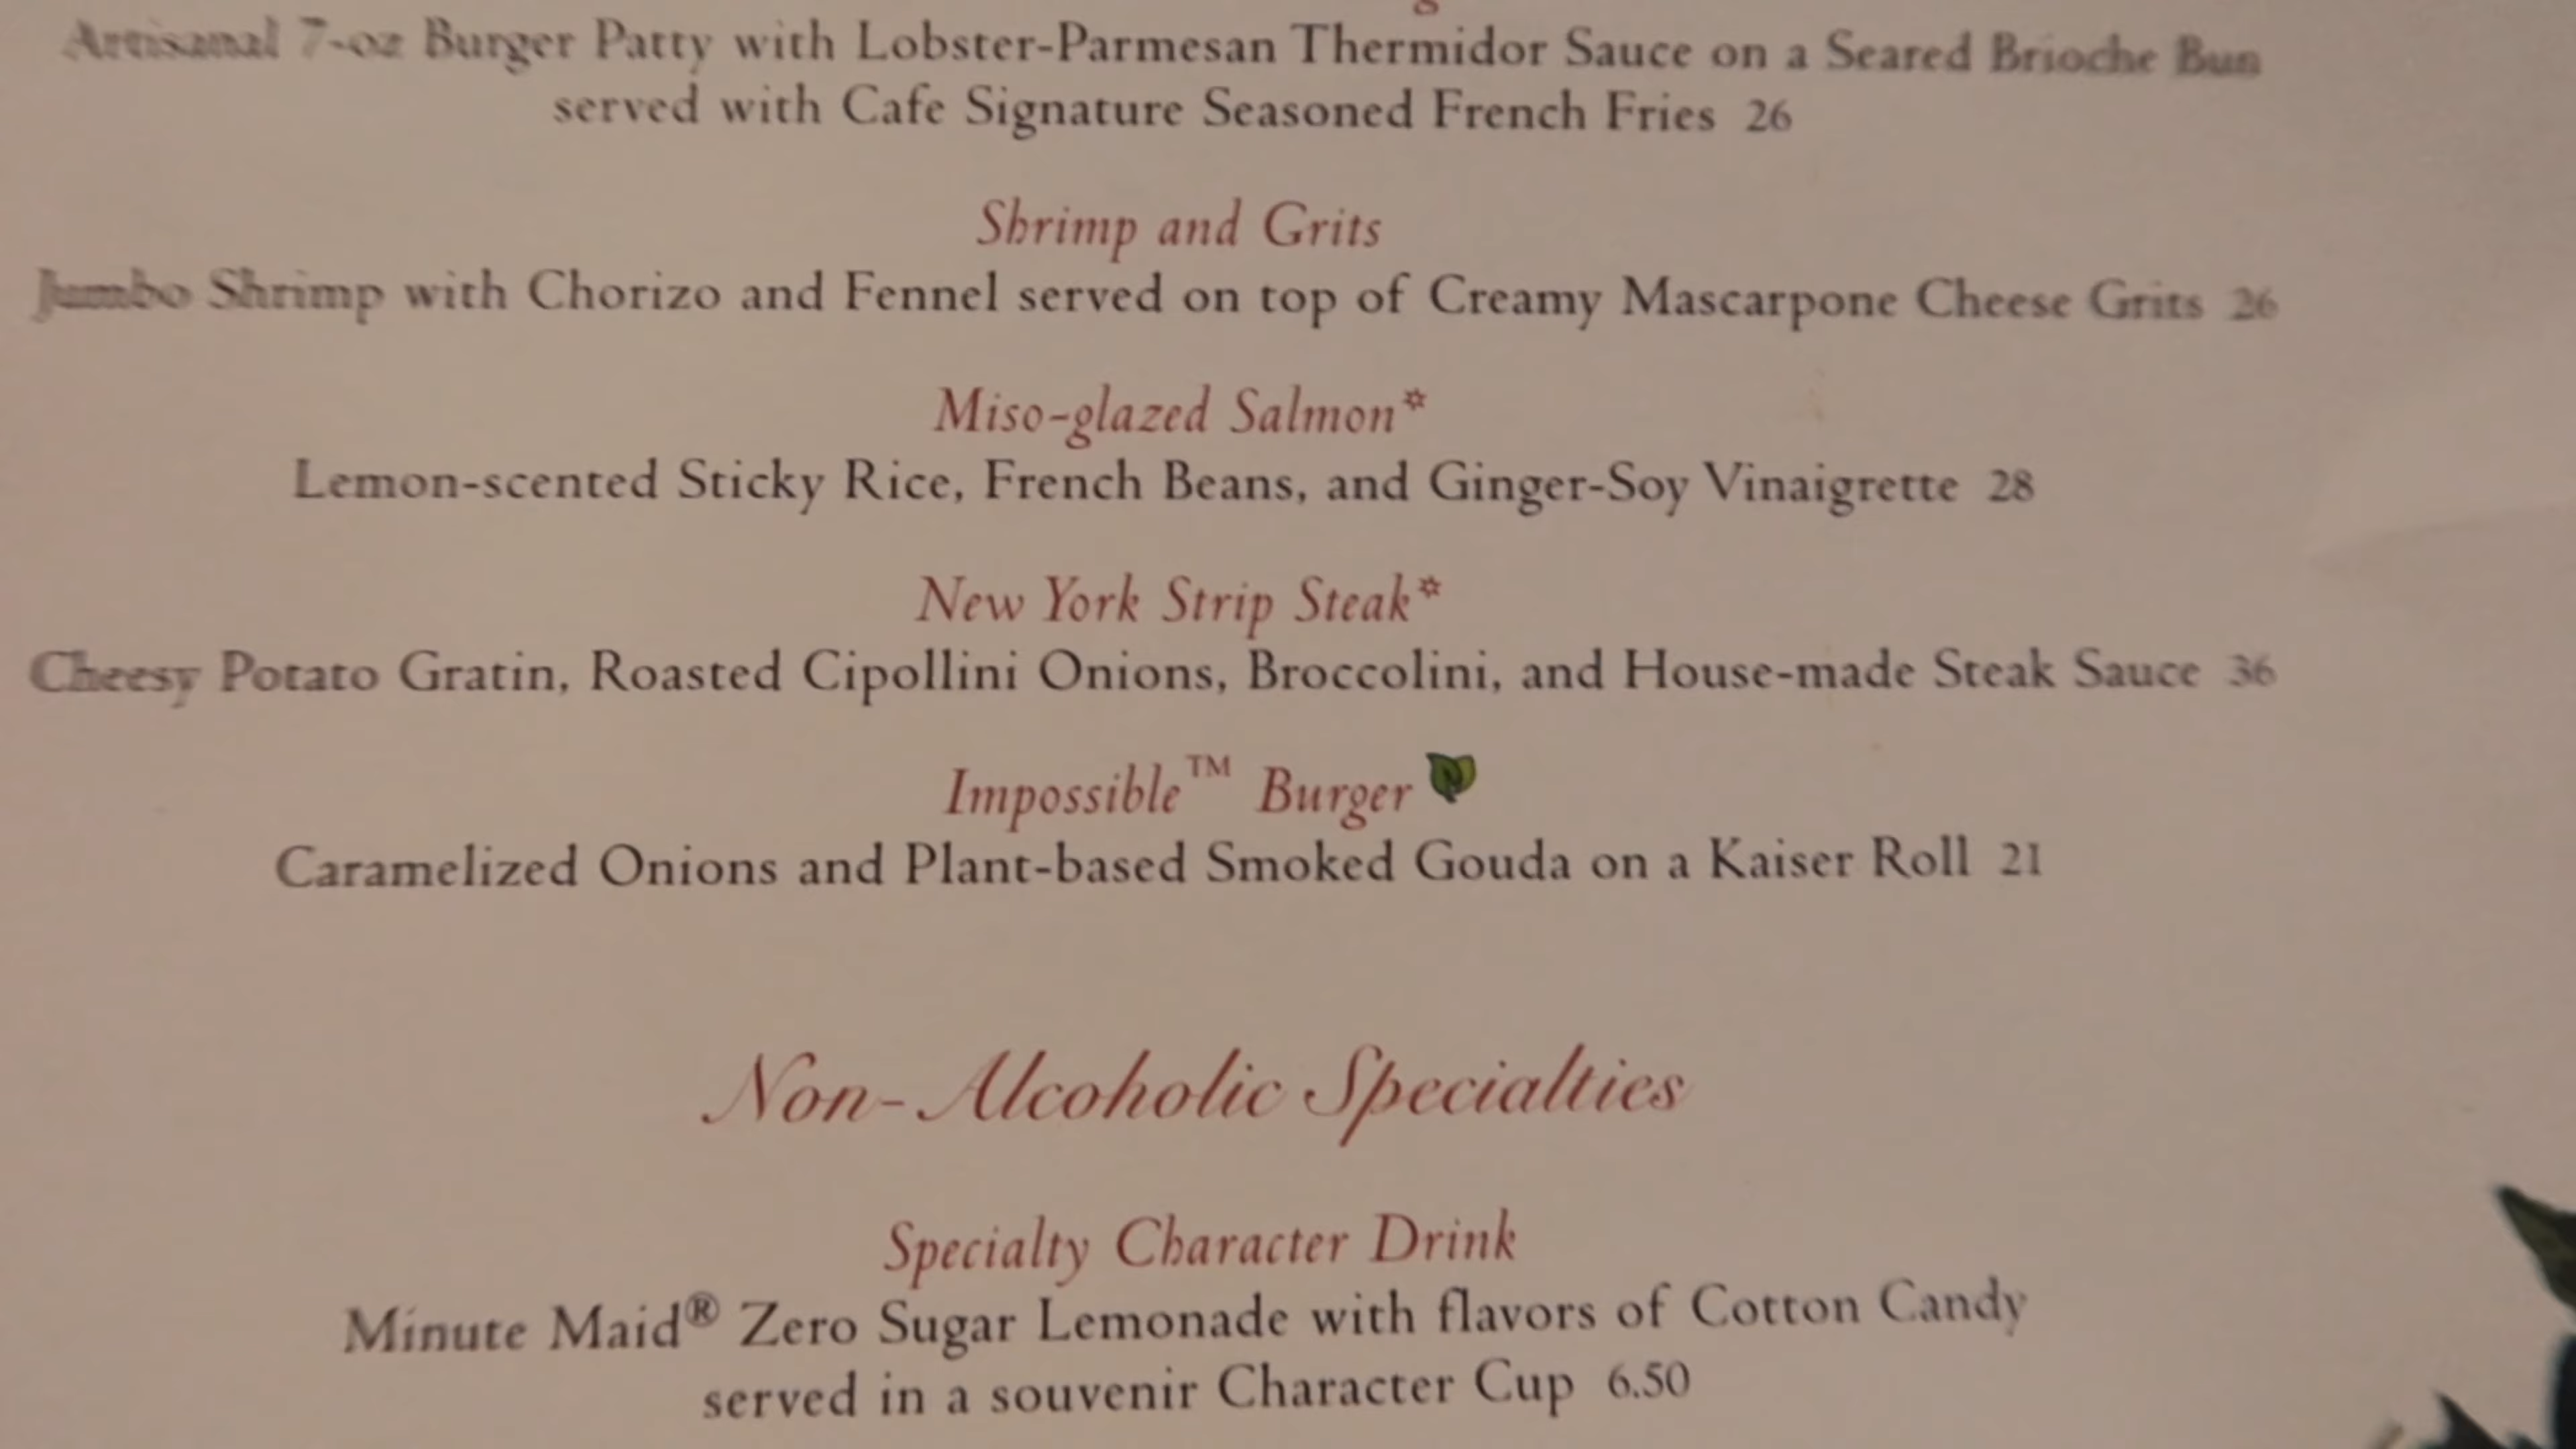 Artisanal 7-oz Burger Patty with Lobster-Parmesan Thermidor Sauce on a Seared Brioche Bun
served with Cafe Signature Seasoned French Fries 26
Shrimp and Grits
Jumbo Shrimp with Chorizo and Fennel served on top of Creamy Mascarpone Cheese Grits 26
Miso-glazed Salmon*
Lemon-scented Sticky Rice, French Beans, and Ginger-Soy Vinaigrette 28
New York Strip Steak*
Cheesy Potato Gratin, Roasted Cipollini Onions, Broccolini, and House-made Steak Sauce 36
Impossible™ Burger
Caramelized Onions and Plant-based Smoked Gouda on a Kaiser Roll 21
Non-Alcoholic Specialties
Specialty Character Drink
Minute Maid® Zero Sugar Lemonade with flavors of Cotton Candy
served in a souvenir Character Cup 6.50